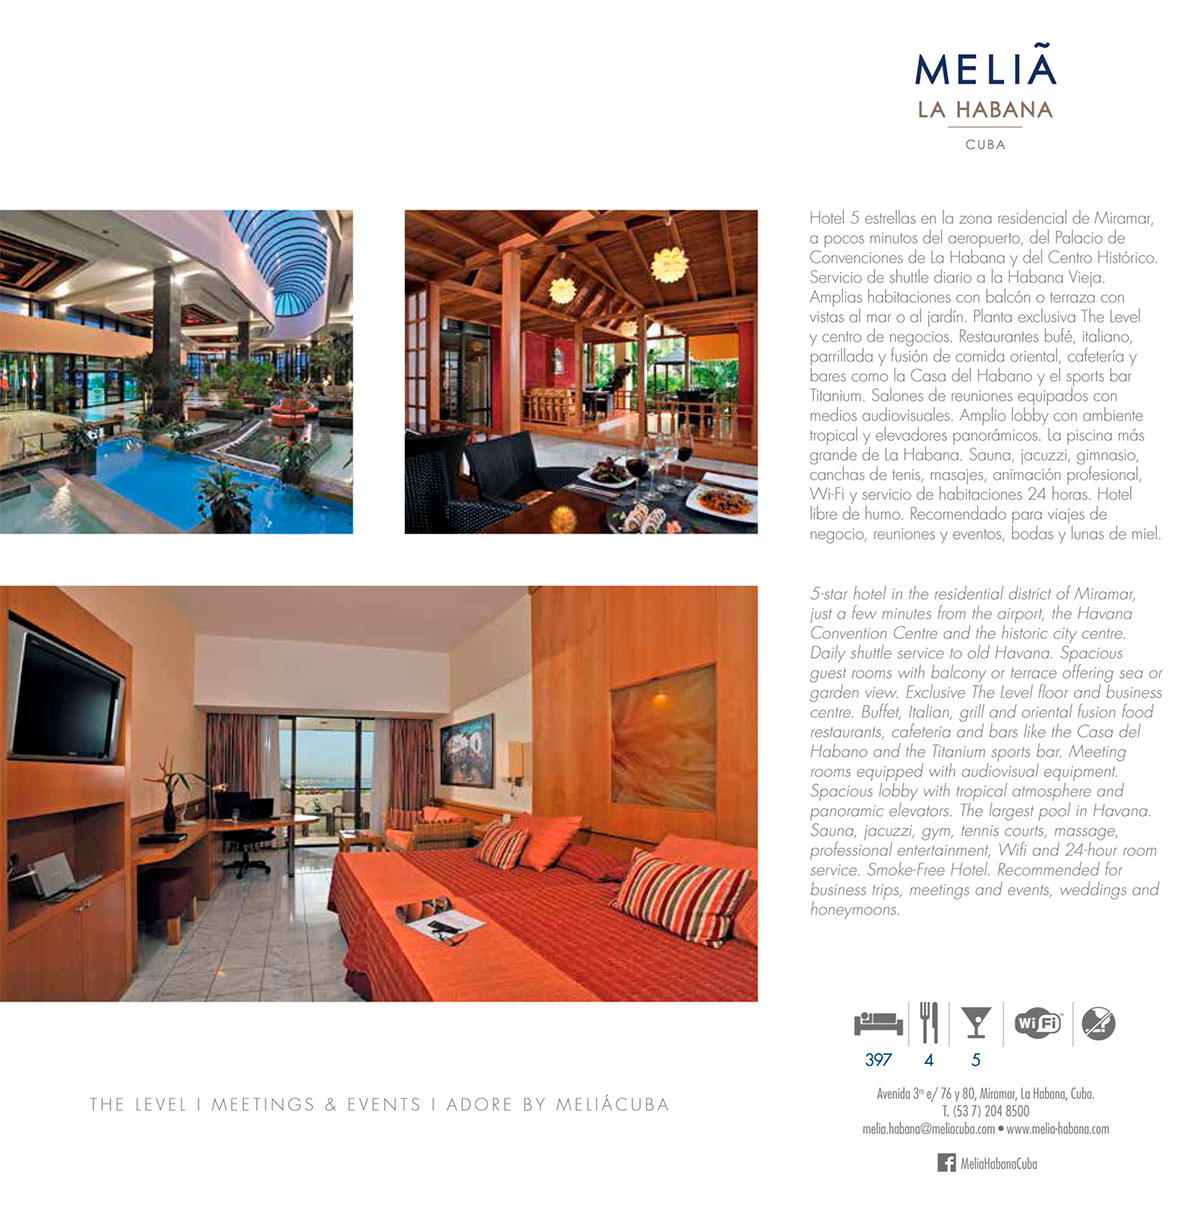 MELIÃ
LA HABANA
CUBA
Hotel 5 estrellas en la zona residencial de Miramar,
a pocos minutos del aeropuerto, del Palacio de
Convenciones de La Habana y del Centro Histórico.
Servicio de shuttle diario a la Habana Vieja.
Amplias habitaciones con balcón o terraza con
vistas al mar o al jardín. Planta exclusiva The Level
y centro de negocios. Restaurantes bufé, italiano,
parrillada y fusión de comida oriental, cafetería y
bares como la Casa del Habano y el sports bar
Titanium. Salones de reuniones equipados con
medios audiovisuales. Amplio lobby con ambiente
tropical y elevadores panorámicos. La piscina más
grande de La Habana. Sauna, jacuzzi, gimnasio,
canchas de tenis, masajes, animación profesional,
Wi-Fi y servicio de habitaciones 24 horas. Hotel
libre de humo. Recomendado para viajes de
negocio, reuniones y eventos, bodas y lunas de miel.
5-star hotel in the residential district of Miramar,
just a few minutes from the airport, the Havana
Convention Centre and the historic city centre.
Daily shuttle service to old Havana. Spacious
guest rooms with balcony or terrace offering sea or
garden view. Exclusive The Level floor and business
centre. Buffet, Italian, grill and oriental fusion food
restaurants, cafeteria and bars like the Casa del
Habano and the Titanium sports bar. Meeting
rooms equipped with audiovisual equipment.
Spacious lobby with tropical atmosphere and
panoramic elevators. The largest pool in Havana.
Sauna, jacuzzi, gym, tennis courts, massage,
professional entertainment, Wifi and 24-hour room
service. Smoke-Free Hotel. Recommended for
business trips, meetings and events, weddings and
honeymoons.
Wi Fi
397 4 5
THE LEVEL I MEETINGS & EVENTS I ADORE BY MELIÁCUBA
Avenida 3ra e/ 76 y 80, Miramar, La Habana, Cuba.
T. (53 7) 204 8500
melia.habana@meliacuba.com • www.melia-habana.com
MeliaHabanaCuba